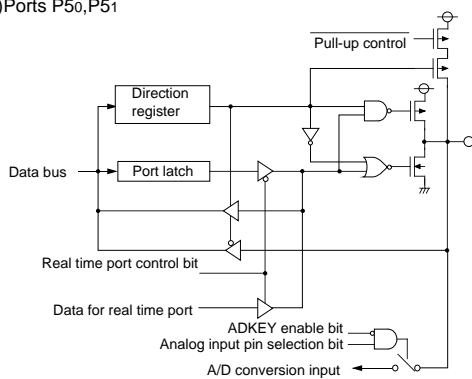 )Ports P50,P51
Pull-up control
Direction
register
Data bus
Port latch
Real time port control bit
Data for real time port
ADKEY enable bit
Analog input pin selection bit
A/D conversion input